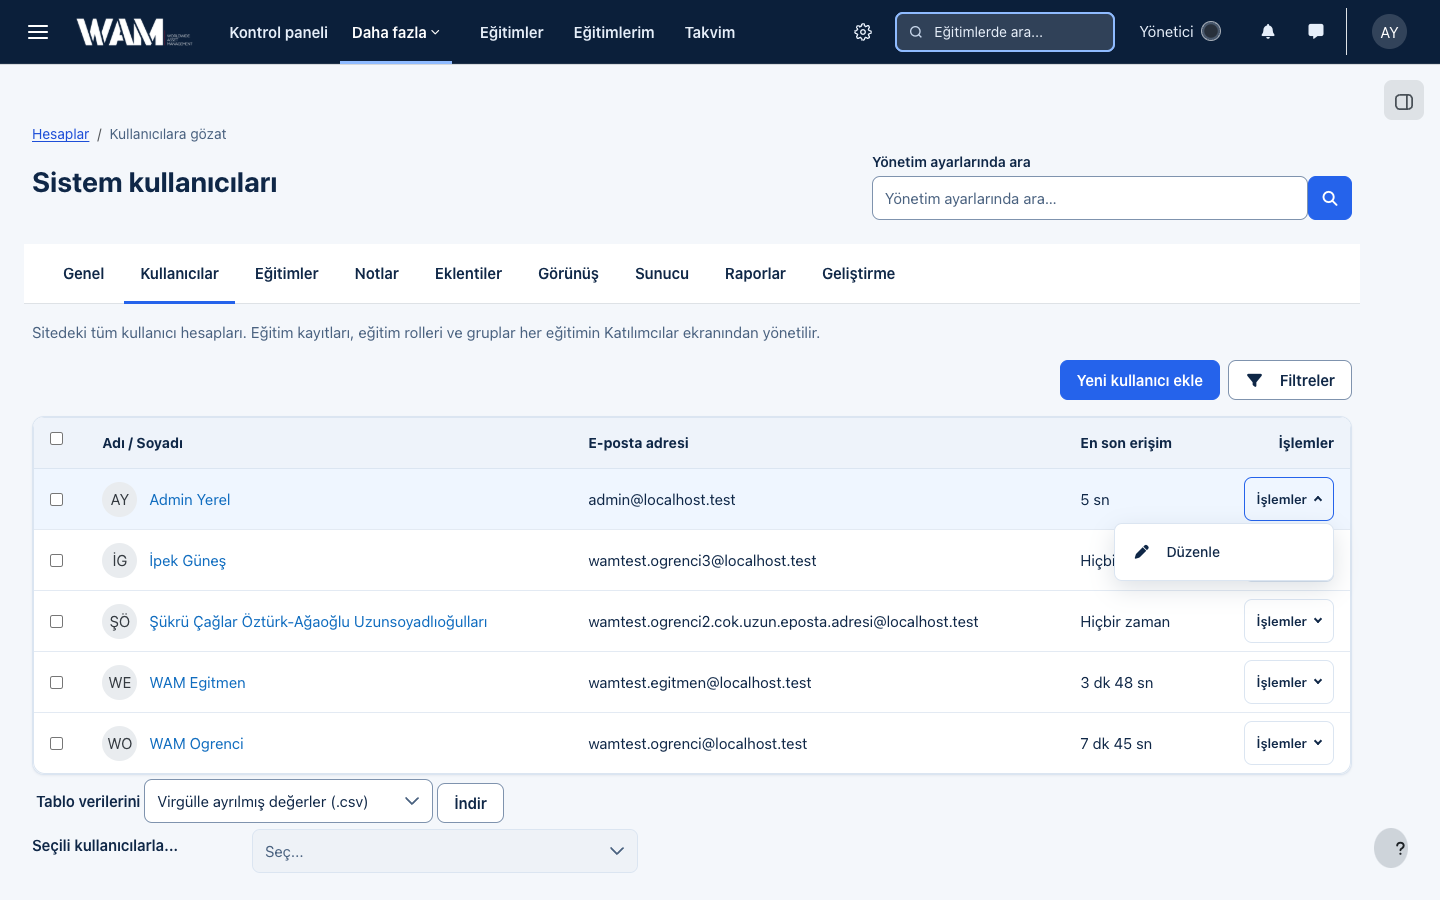 WAM
Kontrol paneli
Daha fazla
Eğitimler
Eğitimlerim
Takvim
Eğitimlerde ara...
Yönetici
AY
Hesaplar / Kullanıcılara gözat
Sistem kullanıcıları
Yönetim ayarlarında ara
Yönetim ayarlarında ara...
Genel
Kullanıcılar
Eğitimler
Notlar
Eklentiler
Görünüş
Sunucu
Raporlar
Geliştirme
Sitedeki tüm kullanıcı hesapları. Eğitim kayıtları, eğitim rolleri ve gruplar her eğitimin Katılımcılar ekranından yönetilir.
Yeni kullanıcı ekle
Filtreler
Adı / Soyadı E-posta adresi En son erişim İşlemler
AY Admin Yerel admin@localhost.test 5 sn İşlemler
Düzenle
İG İpek Güneş wamtest.ogrenci3@localhost.test Hiçbi
ŞÖ Şükrü Çağlar Öztürk-Ağaoğlu Uzunsoyadlıoğulları wamtest.ogrenci2.cok.uzun.eposta.adresi@localhost.test Hiçbir zaman İşlemler
WE WAM Egitmen wamtest.egitmen@localhost.test 3 dk 48 sn İşlemler
WO WAM Ogrenci wamtest.ogrenci@localhost.test 7 dk 45 sn İşlemler
Tablo verilerini Virgülle ayrılmış değerler (.csv) İndir
Seçili kullanıcılarla... Seç...
?